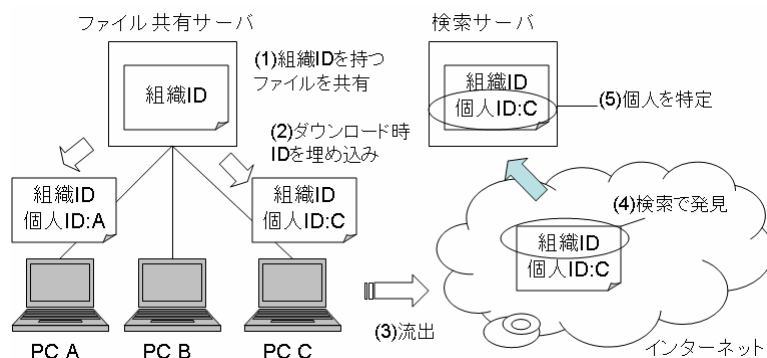 ファイル共有サーバ
組織ID
(1)組織IDを持つ
ファイルを共有
(2)ダウンロード時
IDを埋め込み
組織ID
個人ID:A
組織ID
個人ID:C
PC A
PC B
PC C
(3)流出
検索サーバ
組織ID
個人ID:C
(5)個人を特定
(4)検索で発見
組織ID
個人ID:C
インターネット